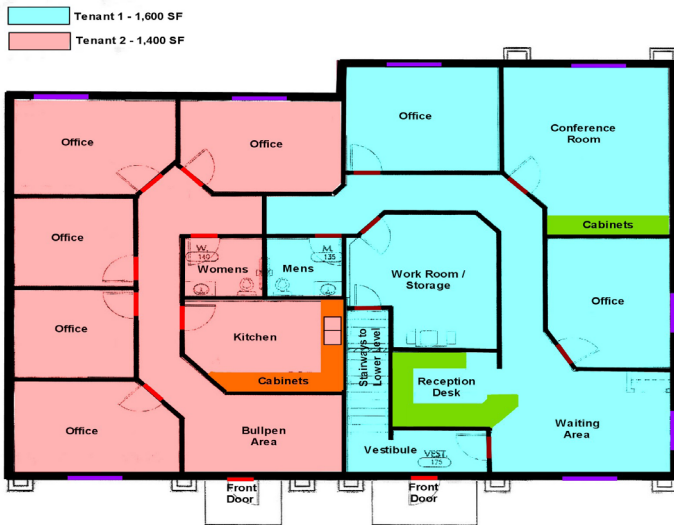 Tenant 1 - 1,600 SF
Tenant 2 - 1,400 SF
Office
Office
Office
Conference
Room
Cabinets
Office
Office
Office
Office
W.
140
Womens
M.
135
Mens
Work Room /
Storage
Kitchen
Cabinets
Stairways to
Lower Level
Reception
Desk
Bullpen
Area
Vestibule
VEST.
175
Waiting
Area
Front
Door
Front
Door